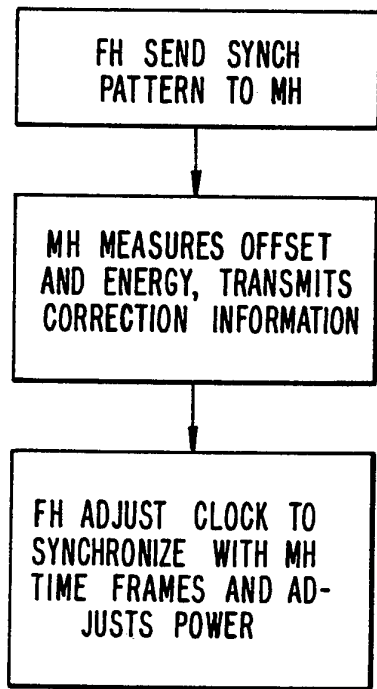 FH SEND SYNCH
PATTERN TO MH
MH MEASURES OFFSET
AND ENERGY, TRANSMITS
CORRECTION INFORMATION
FH ADJUST CLOCK TO
SYNCHRONIZE WITH MH
TIME FRAMES AND AD-
JUSTS POWER